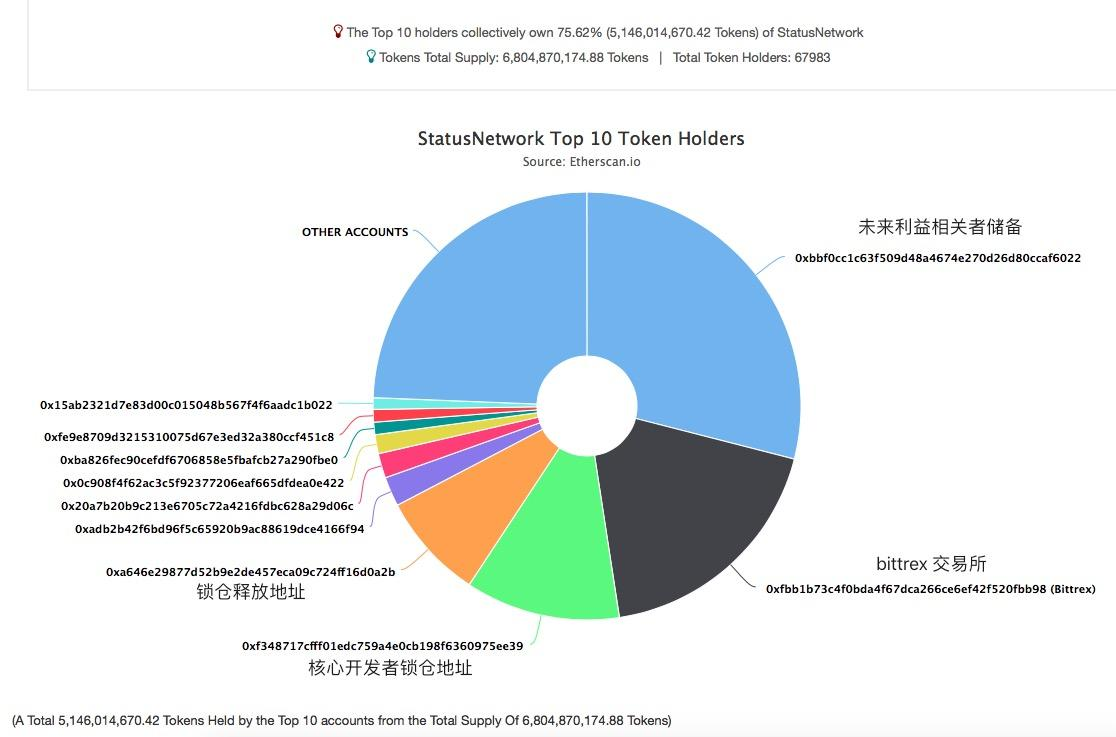 The Top 10 holders collectively own 75.62% (5,146,014,670.42 Tokens) of StatusNetwork
Tokens Total Supply: 6,804,870,174.88 Tokens | Total Token Holders: 67983
StatusNetwork Top 10 Token Holders
Source: Etherscan.io
未来利益相关者储备
OTHER ACCOUNTS
0xbbf0cc1c63f509d48a4674e270d26d80ccaf6022
0x15ab2321d7e83d00c015048b567f4f6aadc1b022
0xfe9e8709d3215310075d67e3ed32a380ccf451c8
0xba826fec90cefdf6706858e5fbafcb27a290fbe0
0x0c908f4f62ac3c5f92377206eaf665dfdea0e422
0x20a7b20b9c213e6705c72a4216fdbc628a29d06c
0xadb2b42f6bd96f5c65920b9ac88619dce4166f94
bittrex 交易所
0xa646e29877d52b9e2de457eca09c724ff16d0a2b
0xfbb1b73c4f0bda4f67dca266ce6ef42f520fbb98 (Bittrex)
锁仓释放地址
0xf348717cfff01edc759a4e0cb198f6360975ee39
核心开发者锁仓地址
(A Total 5,146,014,670.42 Tokens Held by the Top 10 accounts from the Total Supply Of 6,804,870,174.88 Tokens)